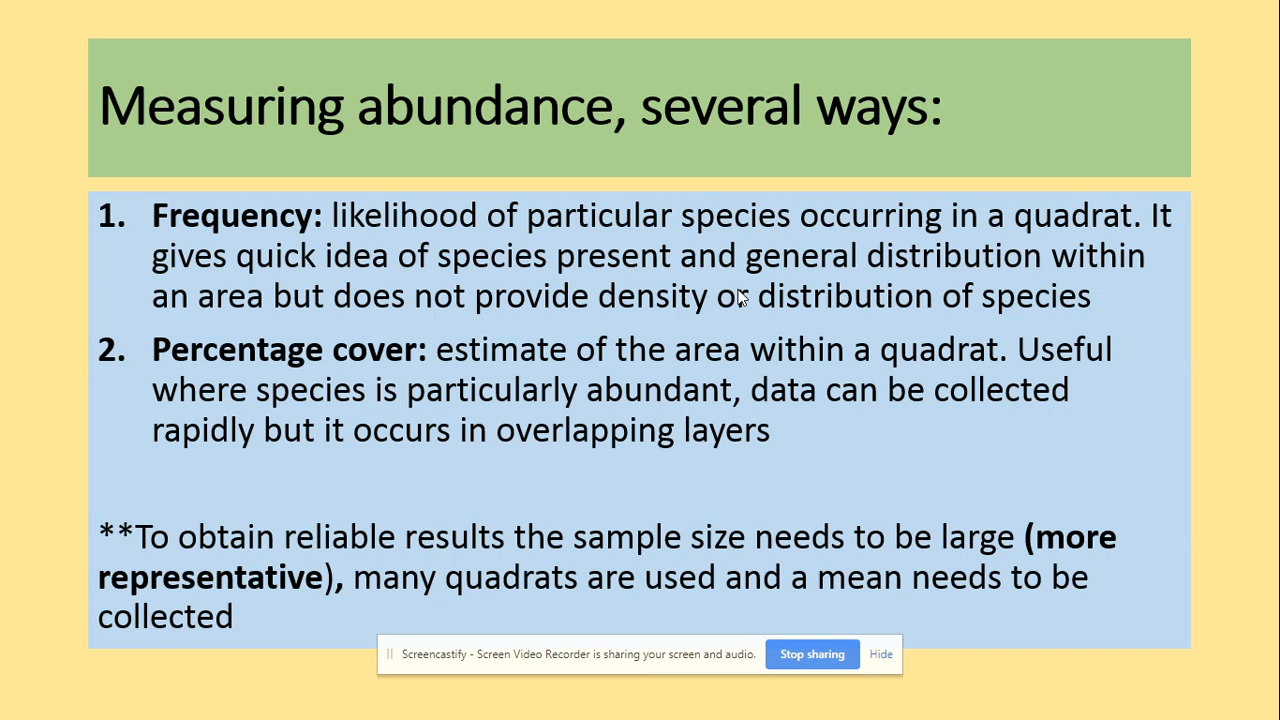 Measuring abundance, several ways:
1. Frequency: likelihood of particular species occurring in a quadrat. It
gives quick idea of species present and general distribution within
an area but does not provide density or distribution of species
2. Percentage cover: estimate of the area within a quadrat. Useful
where species is particularly abundant, data can be collected
rapidly but it occurs in overlapping layers
**To obtain reliable results the sample size needs to be large (more
representative), many quadrats are used and a mean needs to be
collected
Screencastify - Screen Video Recorder is sharing your screen and audio. Stop sharing Hide